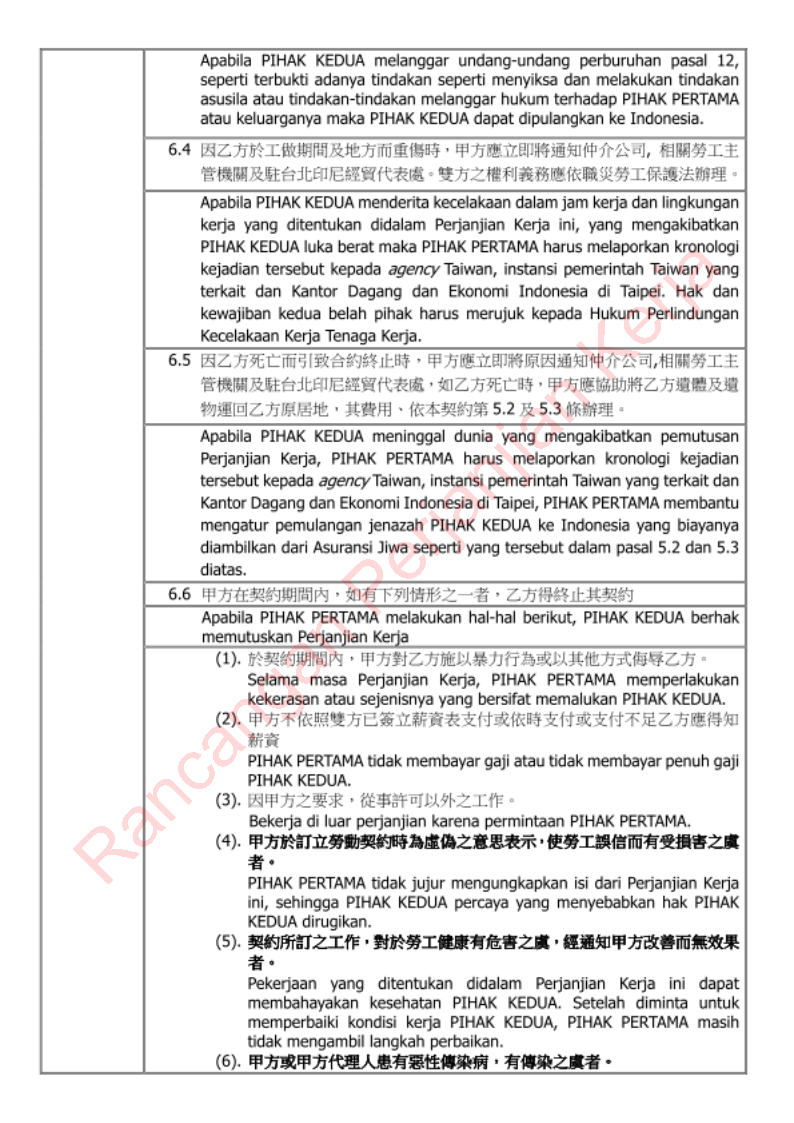 Apabila PIHAK KEDUA melanggar undang-undang perburuhan pasal 12,
seperti terbukti adanya tindakan seperti menyiksa dan melakukan tindakan
asusila atau tindakan-tindakan melanggar hukum terhadap PIHAK PERTAMA
atau keluarganya maka PIHAK KEDUA dapat dipulangkan ke Indonesia.
6.4 因乙方於工做期間及地方而重傷時，甲方應立即將通知仲介公司, 相關勞工主
管機關及駐台北印尼經貿代表處。雙方之權利義務應依職災勞工保護法辦理。
Apabila PIHAK KEDUA menderita kecelakaan dalam jam kerja dan lingkungan
kerja yang ditentukan didalam Perjanjian Kerja ini, yang mengakibatkan
PIHAK KEDUA luka berat maka PIHAK PERTAMA harus melaporkan kronologi
kejadian tersebut kepada agency Taiwan, instansi pemerintah Taiwan yang
terkait dan Kantor Dagang dan Ekonomi Indonesia di Taipei. Hak dan
kewajiban kedua belah pihak harus merujuk kepada Hukum Perlindungan
Kecelakaan Kerja Tenaga Kerja.
6.5 因乙方死亡而引致合約終止時，甲方應立即將原因通知仲介公司,相關勞工主
管機關及駐台北印尼經貿代表處，如乙方死亡時，甲方應協助將乙方遺體及遺
物運回乙方原居地，其費用、依本契約第 5.2 及 5.3 條辦理。
Apabila PIHAK KEDUA meninggal dunia yang mengakibatkan pemutusan
Perjanjian Kerja, PIHAK PERTAMA harus melaporkan kronologi kejadian
tersebut kepada agency Taiwan, instansi pemerintah Taiwan yang terkait dan
Kantor Dagang dan Ekonomi Indonesia di Taipei, PIHAK PERTAMA membantu
mengatur pemulangan jenazah PIHAK KEDUA ke Indonesia yang biayanya
diambilkan dari Asuransi Jiwa seperti yang tersebut dalam pasal 5.2 dan 5.3
diatas.
6.6 甲方在契約期間內，如有下列情形之一者，乙方得終止其契約
Apabila PIHAK PERTAMA melakukan hal-hal berikut, PIHAK KEDUA berhak
memutuskan Perjanjian Kerja
(1). 於契約期間內，甲方對乙方施以暴力行為或以其他方式侮辱乙方。
Selama masa Perjanjian Kerja, PIHAK PERTAMA memperlakukan
kekerasan atau sejenisnya yang bersifat memalukan PIHAK KEDUA.
(2). 甲方不依照雙方已簽立薪資表支付或依時支付或支付不足乙方應得知
薪資
PIHAK PERTAMA tidak membayar gaji atau tidak membayar penuh gaji
PIHAK KEDUA.
(3). 因甲方之要求，從事許可以外之工作。
Bekerja di luar perjanjian karena permintaan PIHAK PERTAMA.
(4). 甲方於訂立勞動契約時為虛偽之意思表示，使勞工誤信而有受損害之虞
者。
PIHAK PERTAMA tidak jujur mengungkapkan isi dari Perjanjian Kerja
ini, sehingga PIHAK KEDUA percaya yang menyebabkan hak PIHAK
KEDUA dirugikan.
(5). 契約所訂之工作，對於勞工健康有危害之虞，經通知甲方改善而無效果
者。
Pekerjaan yang ditentukan didalam Perjanjian Kerja ini dapat
membahayakan kesehatan PIHAK KEDUA. Setelah diminta untuk
memperbaiki kondisi kerja PIHAK KEDUA, PIHAK PERTAMA masih
tidak mengambil langkah perbaikan.
(6). 甲方或甲方代理人患有惡性傳染病，有傳染之虞者。
Rancangan Perjanjian Kerja